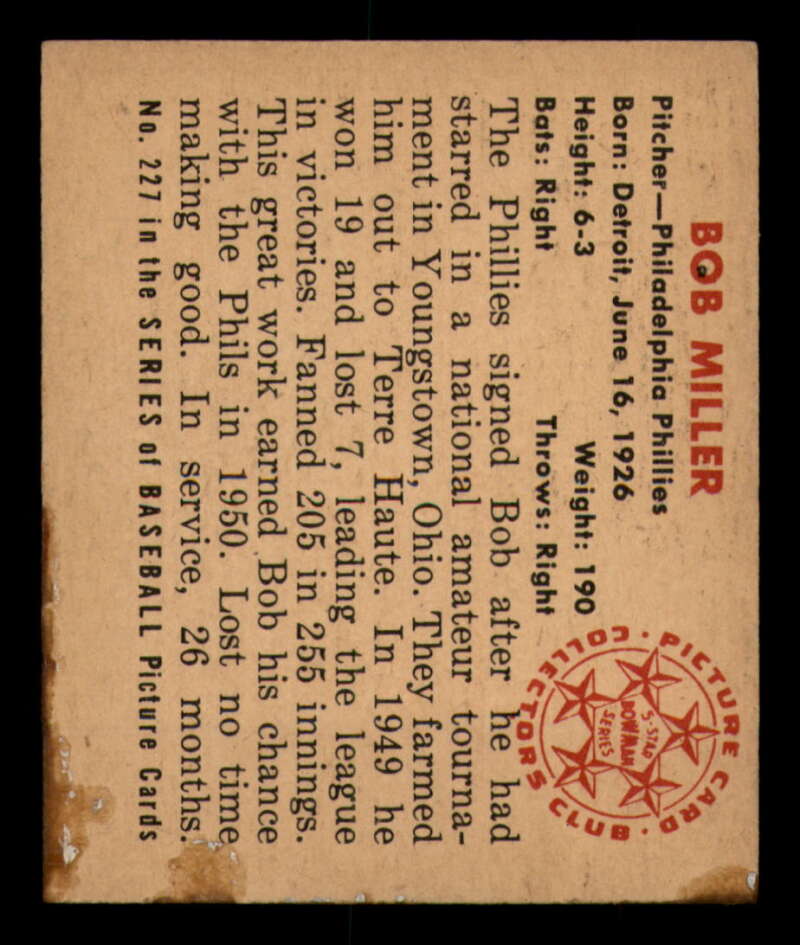 BOB MILLER
Pitcher—Philadelphia Phillies
Born: Detroit, June 16, 1926
Height: 6-3 Weight: 190
Bats: Right Throws: Right
PICTURE CARD · COLLECTORS CLUB ·
5-STAR
BOWMAN
SERIES
The Phillies signed Bob after he had
starred in a national amateur tourna-
ment in Youngstown, Ohio. They farmed
him out to Terre Haute. In 1949 he
won 19 and lost 7, leading the league
in victories. Fanned 205 in 255 innings.
This great work earned Bob his chance
with the Phils in 1950. Lost no time
making good. In service, 26 months.
No. 227 in the SERIES of BASEBALL Picture Cards